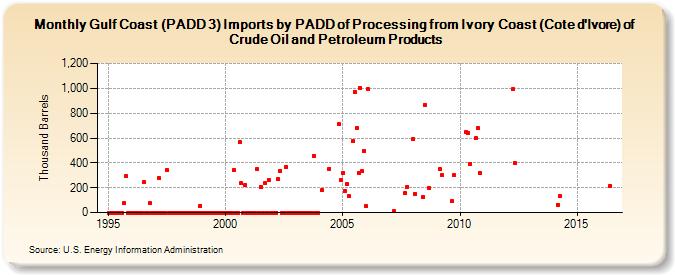 Monthly Gulf Coast (PADD 3) Imports by PADD of Processing from Ivory Coast (Cote d'Ivore) of
Crude Oil and Petroleum Products
Thousand Barrels
1,200
1,000
800
600
400
200
0
1995 2000 2005 2010 2015
Source: U.S. Energy Information Administration